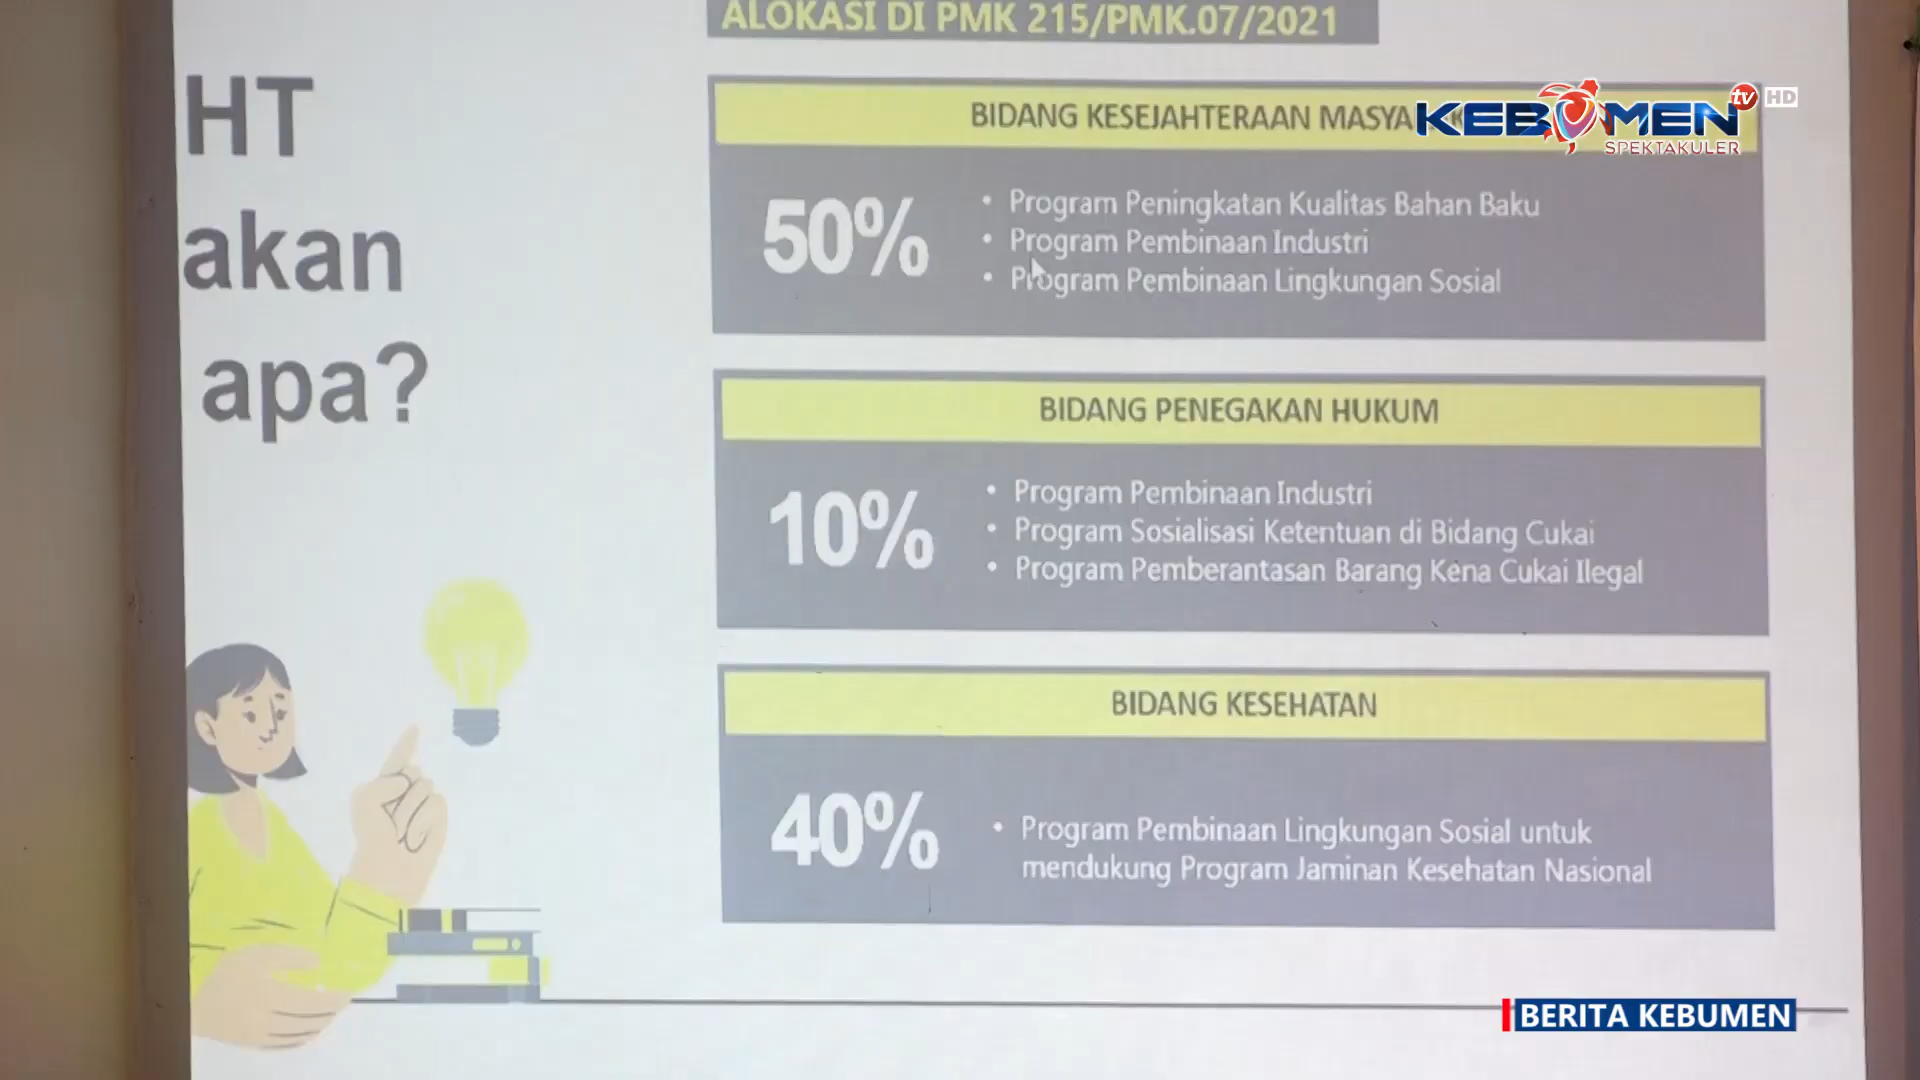 HT
akan
apa?
ALOKASI DI PMK 215/PMK.07/2021
BIDANG KESEJAHTERAAN
50%
• Program Peningkatan Kualitas Bahan Baku
• Program Pembinaan Industri
• Program Pembinaan Lingkungan Sosial
BIDANG PENEGAKAN HUKUM
10%
• Program Pembinaan Industri
• Program Sosialisasi Ketentuan di Bidang Cukai
• Program Pemberantasan Barang Kena Cukai Ilegal
BIDANG KESEHATAN
40%
• Program Pembinaan Lingkungan Sosial untuk
mendukung Program Jaminan Kesehatan Nasional
KEBUMEN tv HD
SPEKTAKULER
BERITA KEBUMEN